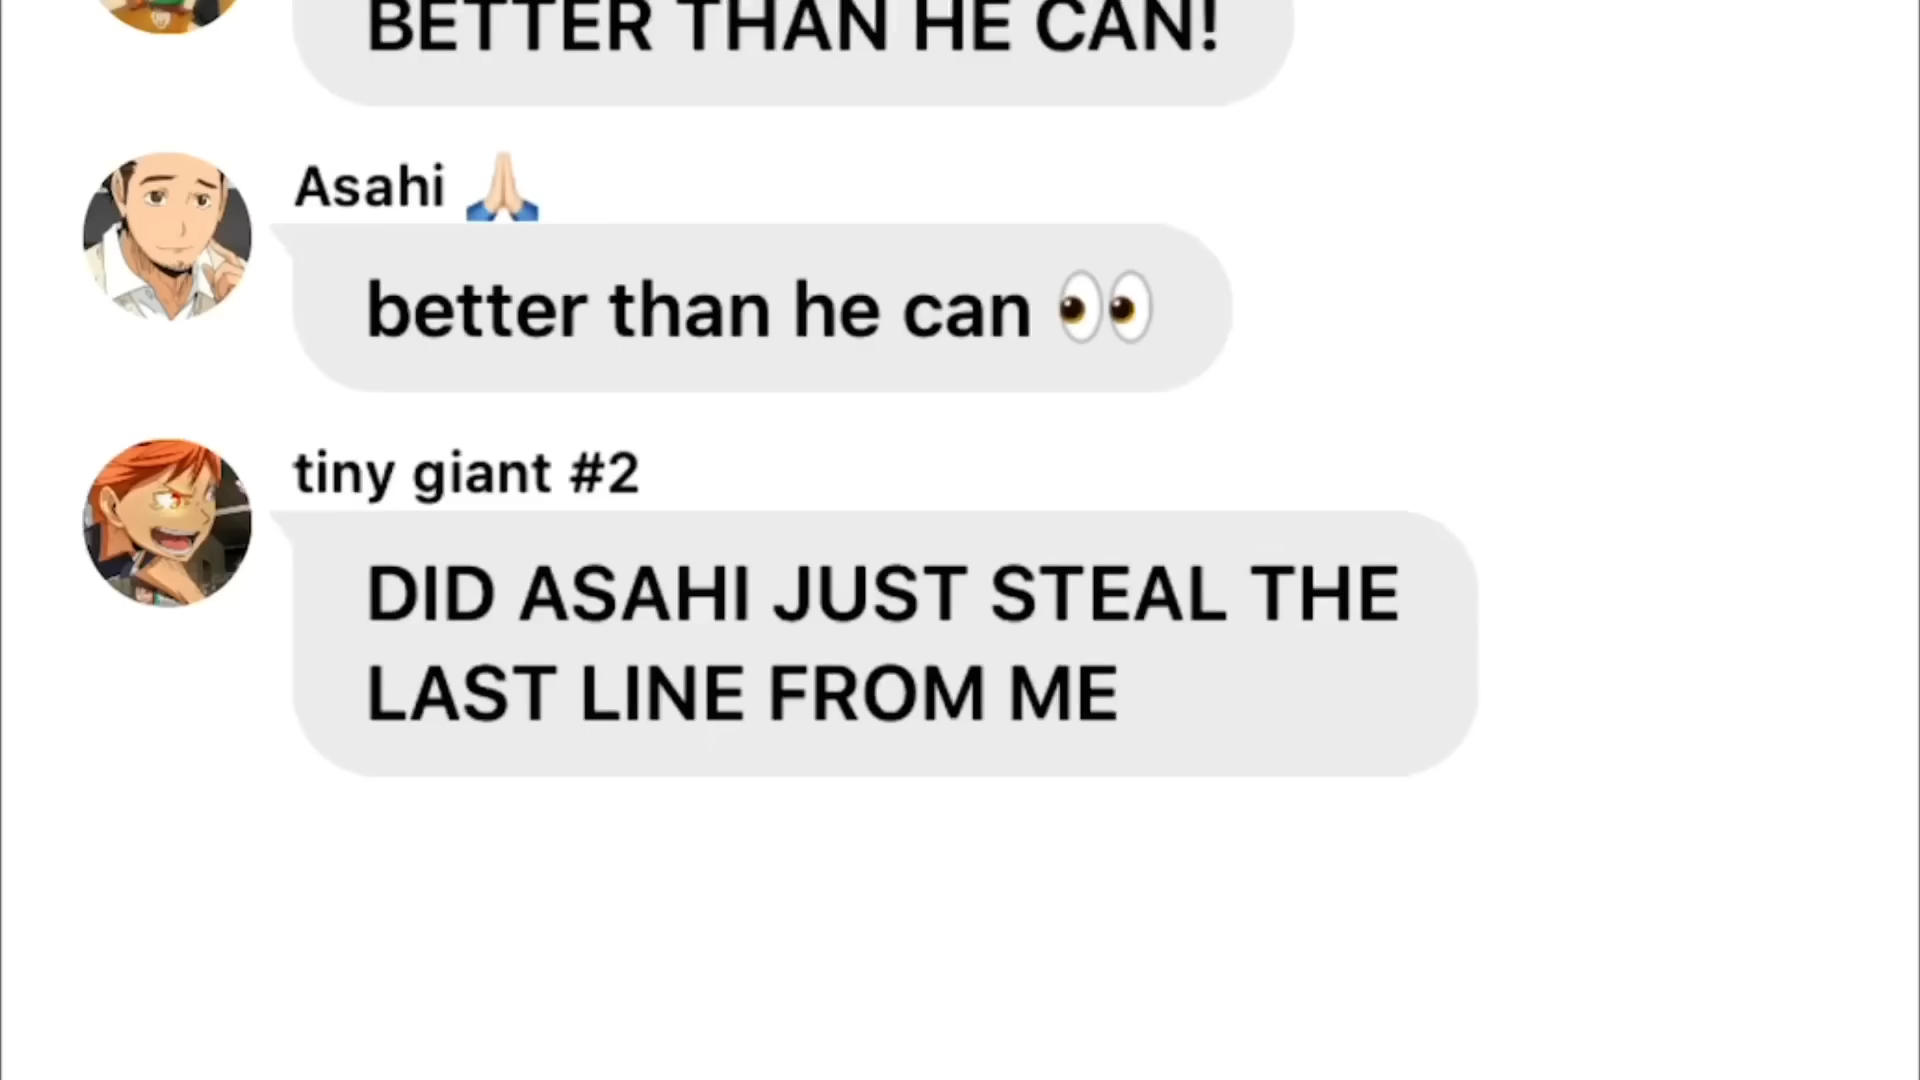 BETTER THAN HE CAN!
Asahi 🙏🏻
better than he can 👀
tiny giant #2
DID ASAHI JUST STEAL THE
LAST LINE FROM ME